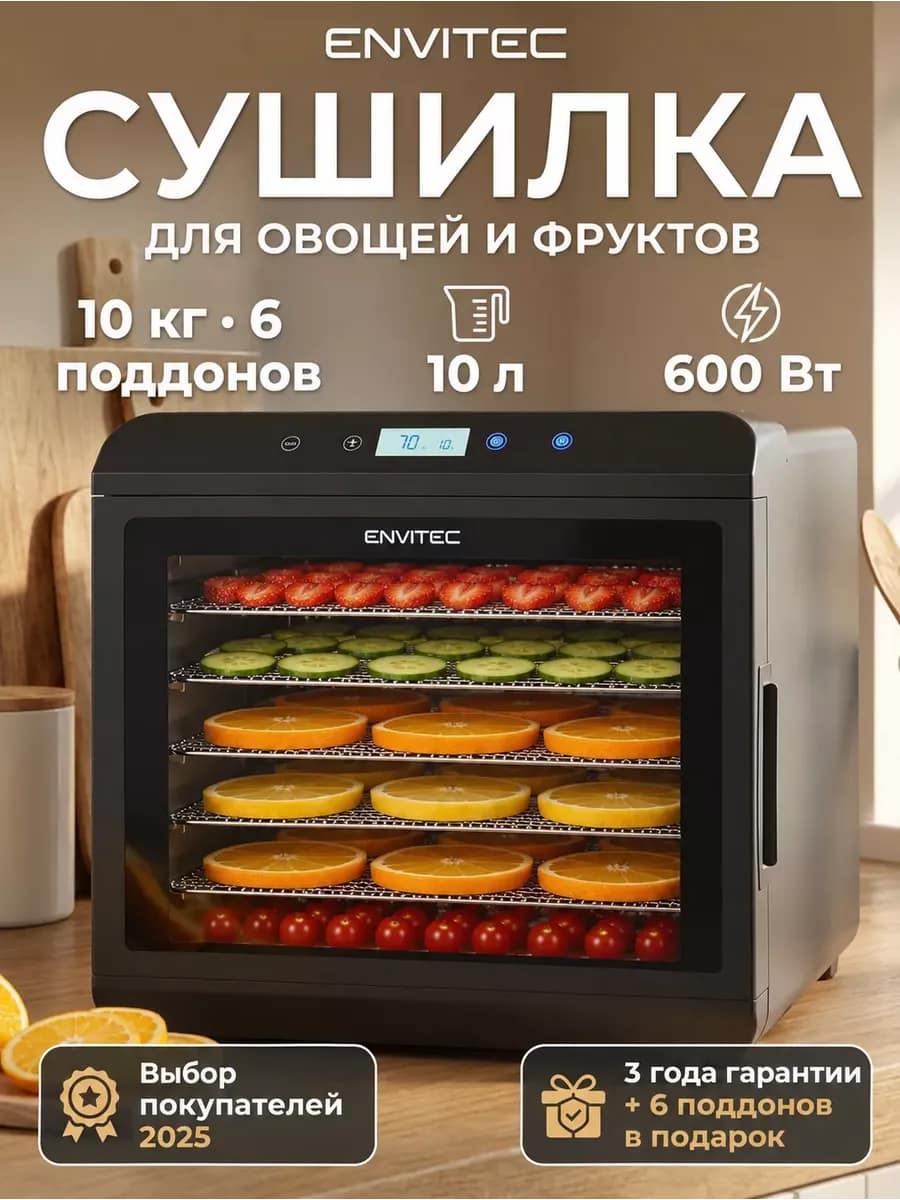 ENVITEC
СУШИЛКА
ДЛЯ ОВОЩЕЙ И ФРУКТОВ
10 кг · 6
поддонов
10 л
600 Вт
70 10
ENVITEC
Выбор
покупателей
2025
3 года гарантии
+ 6 поддонов
в подарок